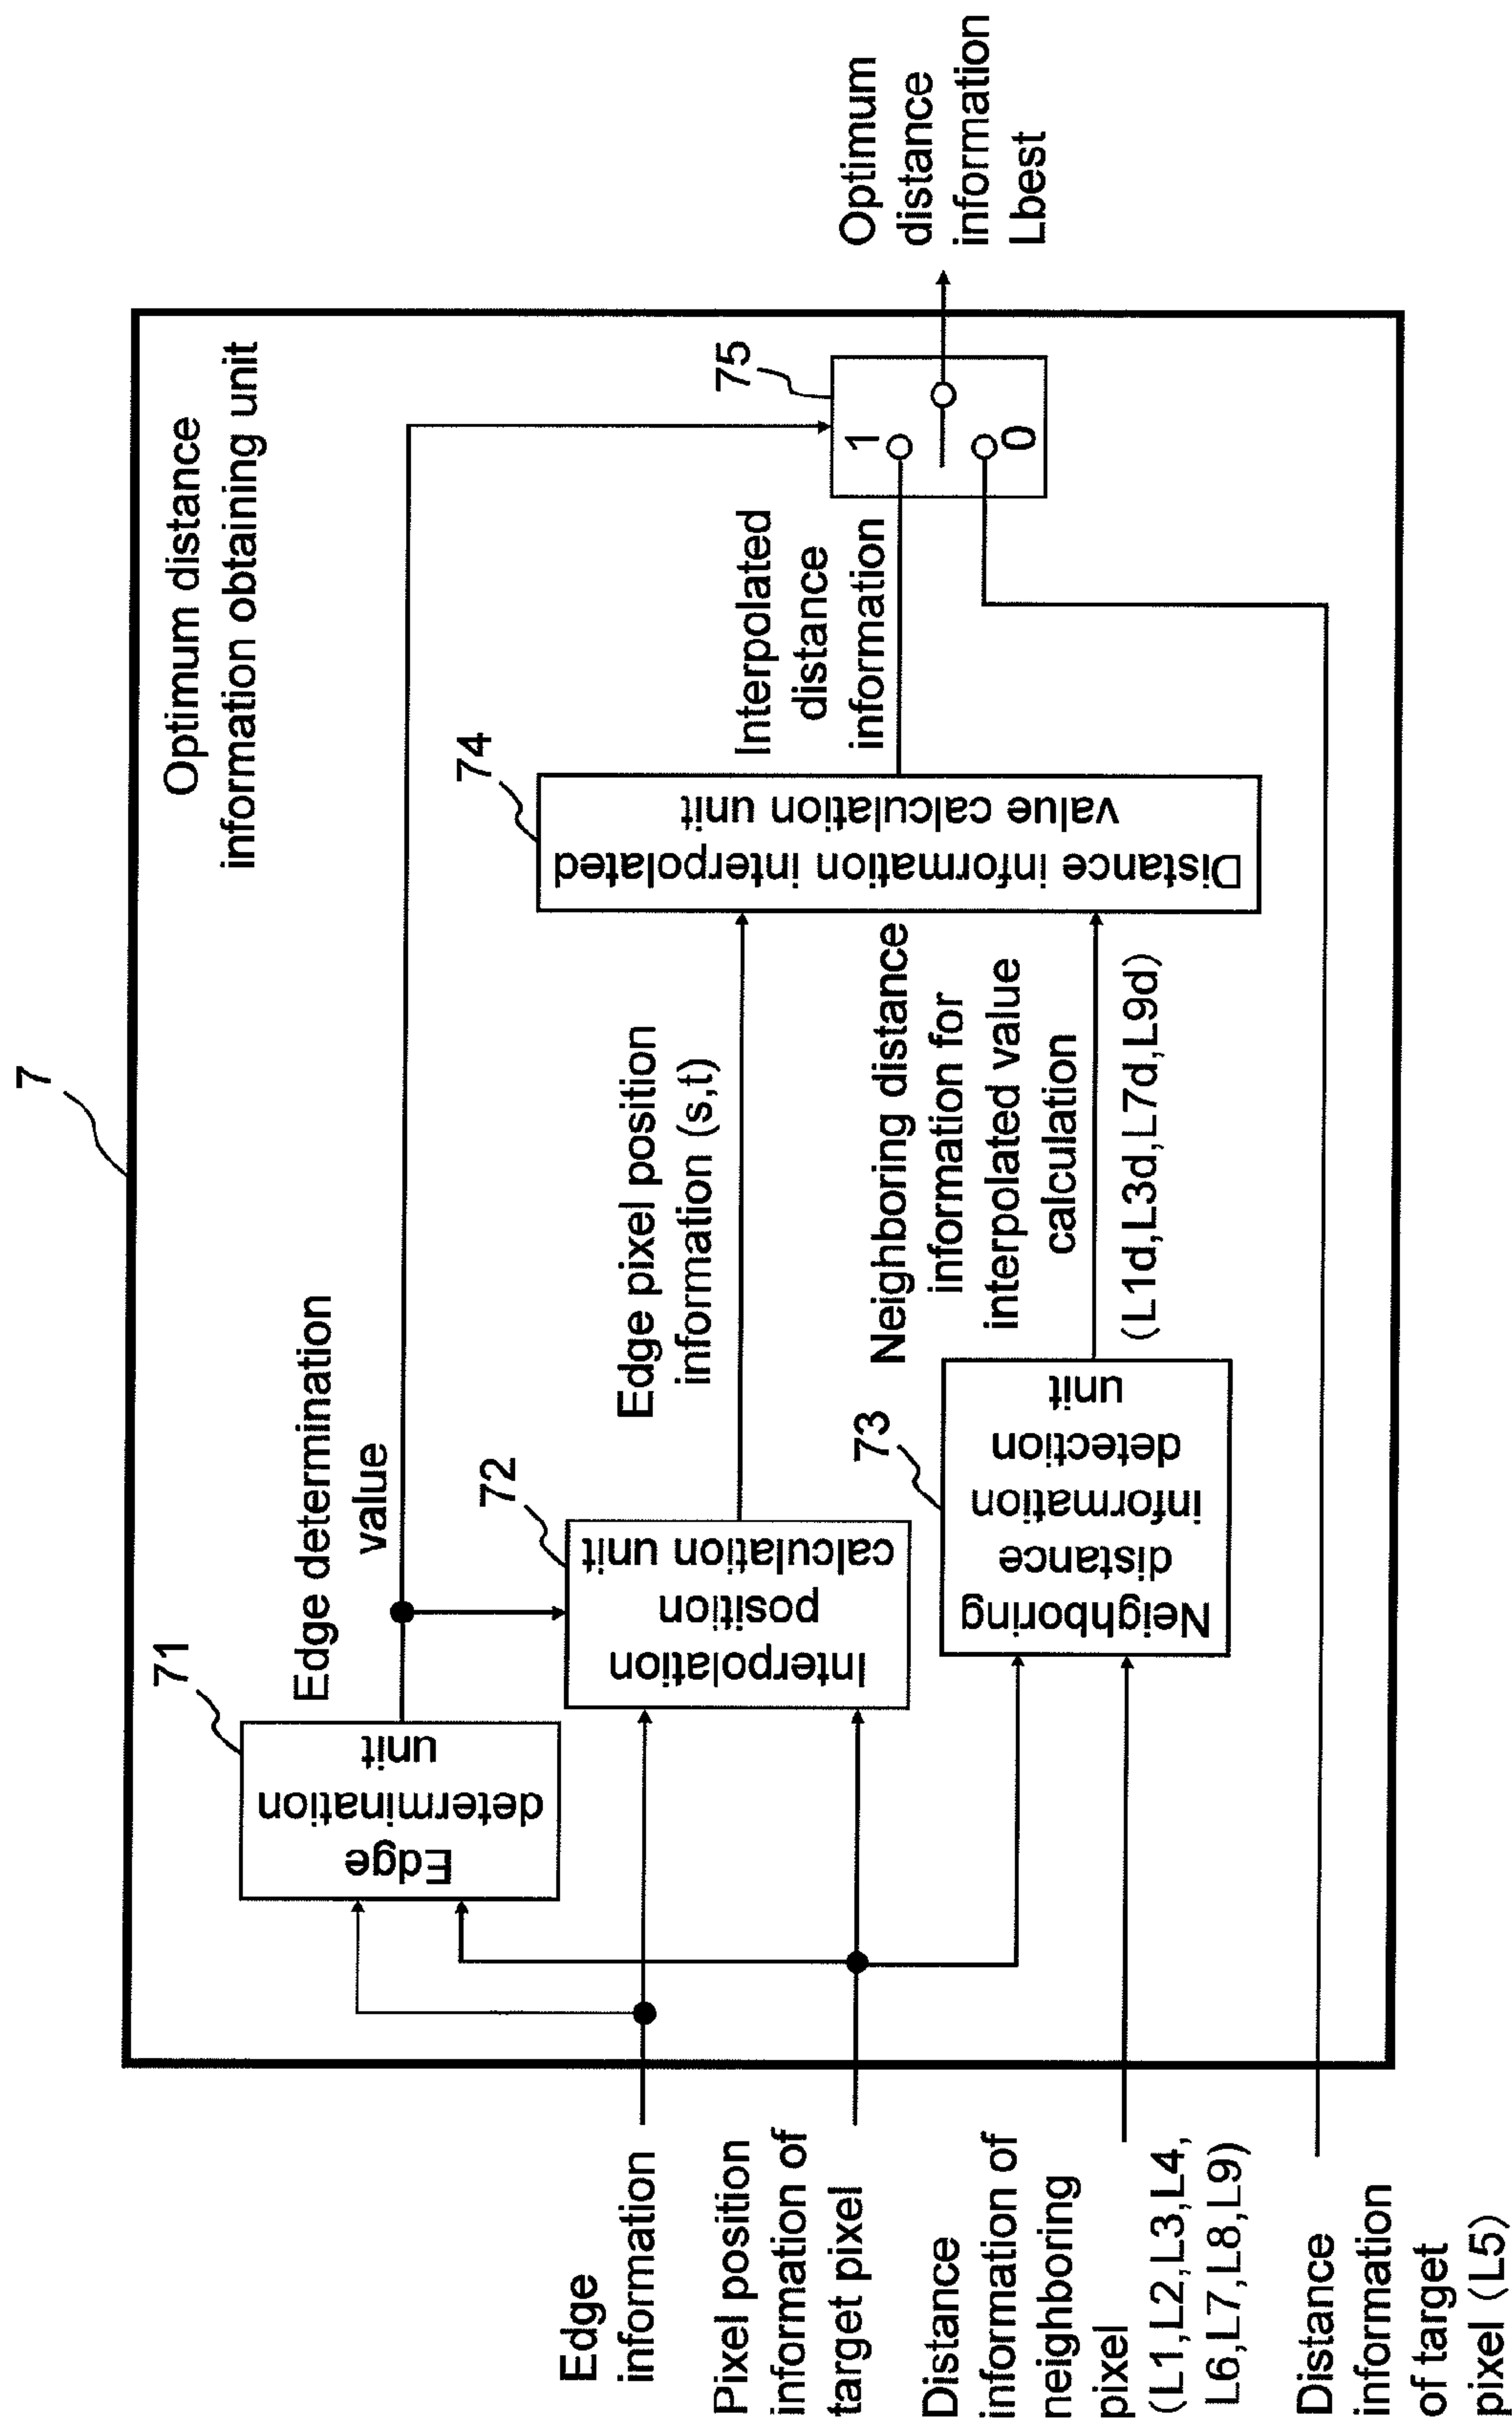 7
Optimum distance
information obtaining unit
71
Edge
determination
unit
Edge determination
value
72
Interpolation
position
calculation unit
Edge pixel position
information (s,t)
73
Neighboring
distance
information
detection
unit
Neighboring distance
information for
interpolated value
calculation
(L1d,L3d,L7d,L9d)
74
Distance information interpolated
value calculation unit
Interpolated
distance
information
75
1
0
Optimum
distance
information
Lbest
Edge
information
Pixel position
information of
target pixel
Distance
information of
neighboring
pixel
(L1,L2,L3,L4,
L6,L7,L8,L9)
Distance
information
of target
pixel (L5)